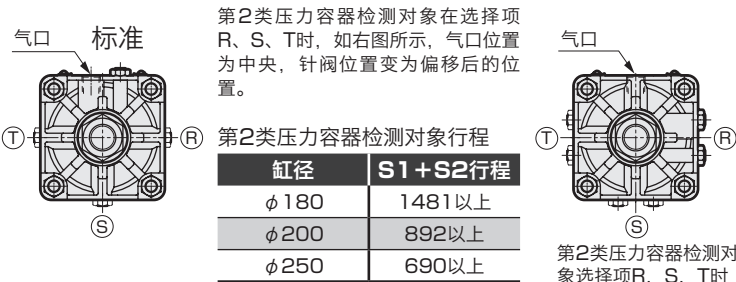 气口
标准
Ⓣ
Ⓡ
Ⓢ
第2类压力容器检测对象在选择项
R、S、T时，如右图所示，气口位置
为中央，针阀位置变为偏移后的位
置。
第2类压力容器检测对象行程
缸径 S1+S2行程
φ180 1481以上
φ200 892以上
φ250 690以上
气口
Ⓣ
Ⓡ
Ⓢ
第2类压力容器检测对
象选择项R、S、T时